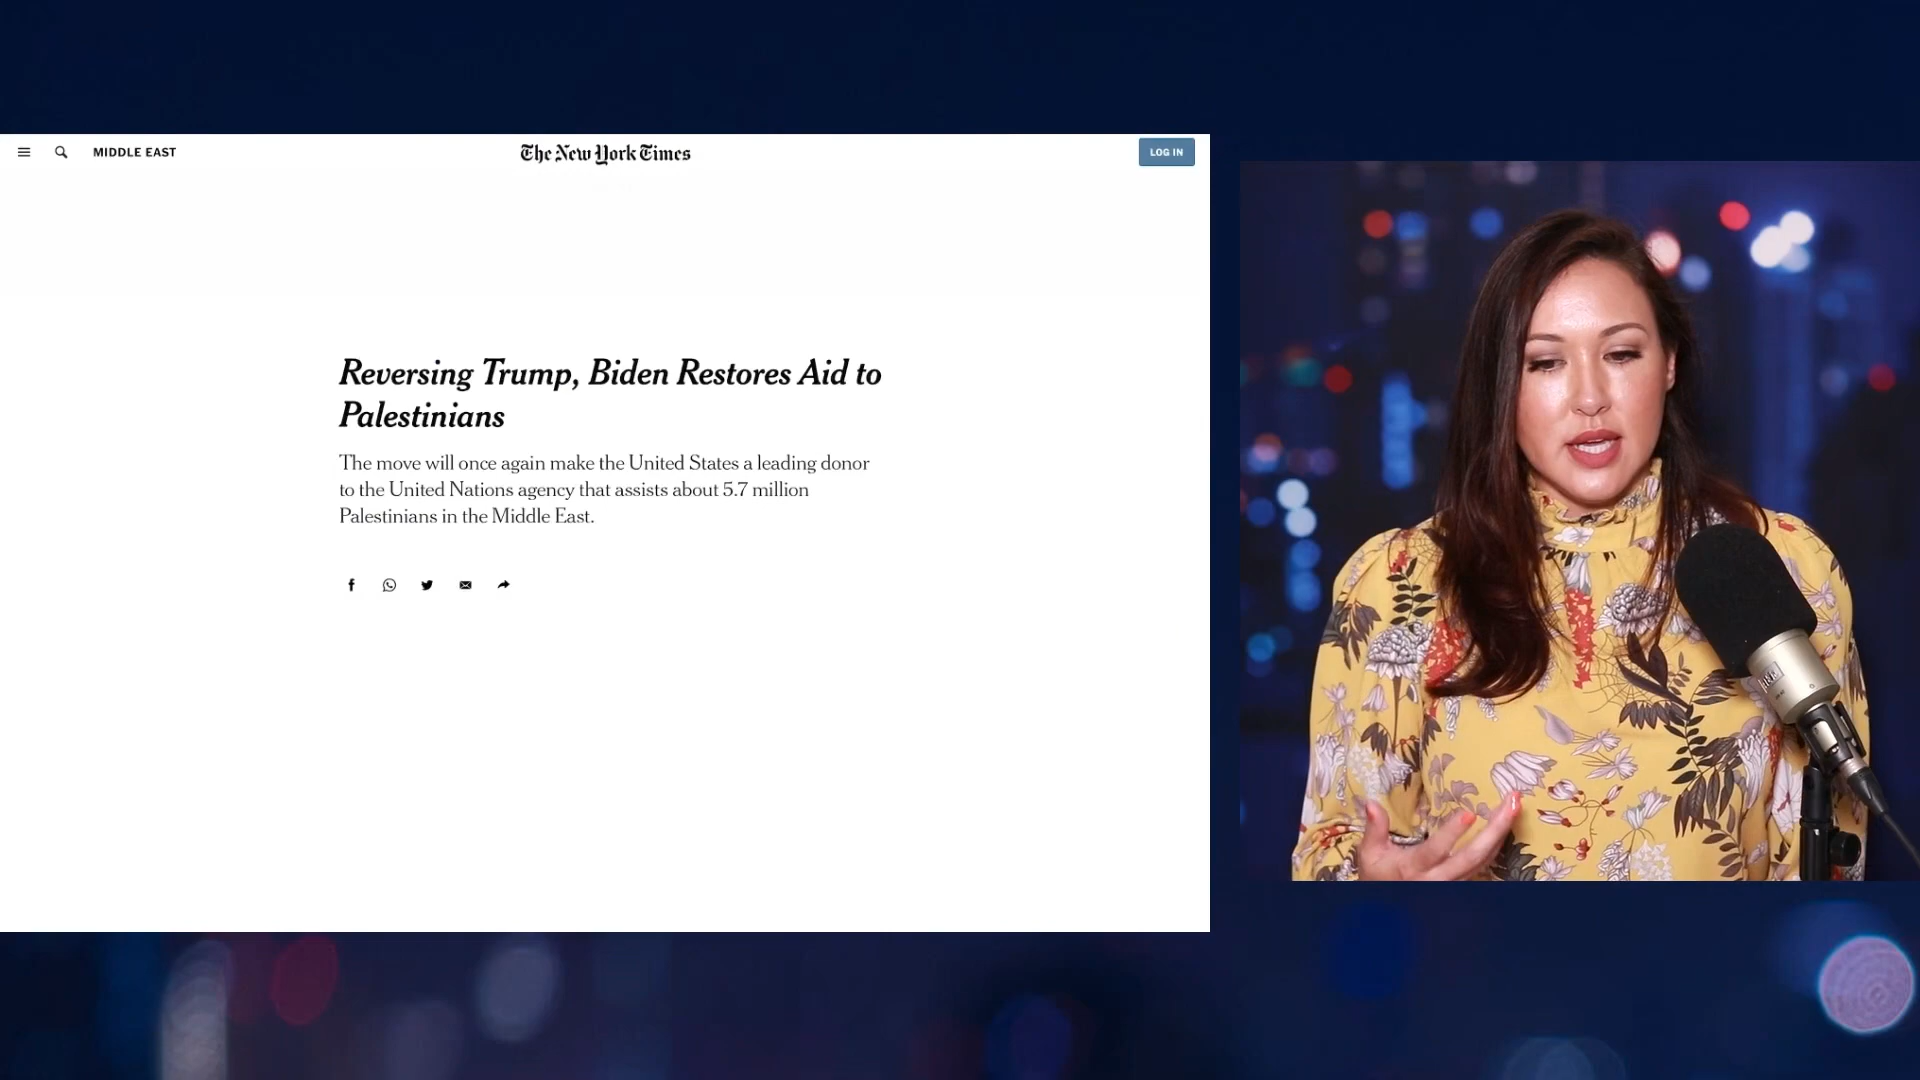 MIDDLE EAST
The New York Times
LOG IN
Reversing Trump, Biden Restores Aid to
Palestinians
The move will once again make the United States a leading donor
to the United Nations agency that assists about 5.7 million
Palestinians in the Middle East.